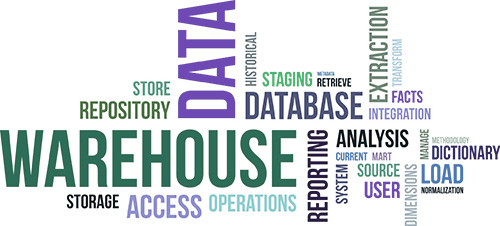 DATA
HISTORICAL
STAGING
METADATA
RETRIEVE
EXTRACTION
TRANSFORM
STORE
REPOSITORY
DATABASE
FACTS
INTEGRATION
WAREHOUSE
REPORTING
ANALYSIS
MANAGE
METHODOLOGY
DICTIONARY
CURRENT
MART
SYSTEM
SOURCE
DIMENSIONS
LOAD
USER
NORMALIZATION
STORAGE
ACCESS
OPERATIONS